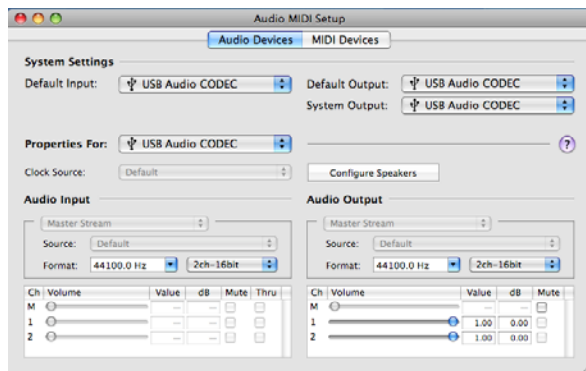 Audio MIDI Setup
Audio Devices MIDI Devices
System Settings
Default Input: USB Audio CODEC
Default Output: USB Audio CODEC
System Output: USB Audio CODEC
Properties For: USB Audio CODEC ?
Clock Source: Default
Configure Speakers
Audio Input
Master Stream
Source: Default
Format: 44100.0 Hz 2ch-16bit
Ch Volume Value dB Mute Thru
M — —
1 — —
2 — —
Audio Output
Master Stream
Source: Default
Format: 44100.0 Hz 2ch-16bit
Ch Volume Value dB Mute
M — —
1 1.00 0.00
2 1.00 0.00